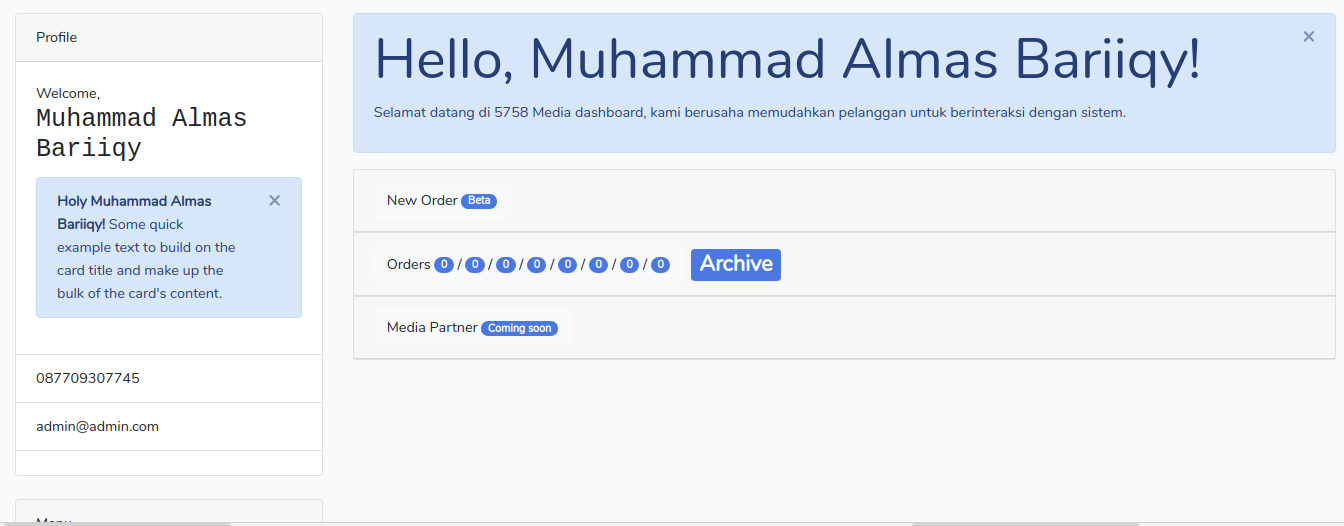 Profile
Welcome,
Muhammad Almas
Bariiqy
Holy Muhammad Almas
Bariiqy! Some quick
example text to build on the
card title and make up the
bulk of the card's content.
×
087709307745
admin@admin.com
Menu
Hello, Muhammad Almas Bariiqy!
×
Selamat datang di 5758 Media dashboard, kami berusaha memudahkan pelanggan untuk berinteraksi dengan sistem.
New Order Beta
Orders 0 / 0 / 0 / 0 / 0 / 0 / 0 / 0 Archive
Media Partner Coming soon